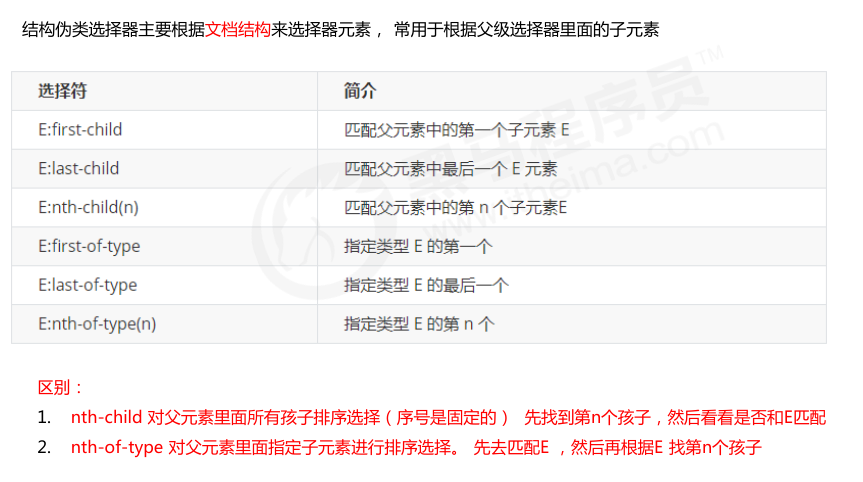 结构伪类选择器主要根据文档结构来选择器元素， 常用于根据父级选择器里面的子元素
选择符 简介
E:first-child 匹配父元素中的第一个子元素 E
E:last-child 匹配父元素中最后一个 E 元素
E:nth-child(n) 匹配父元素中的第 n 个子元素E
E:first-of-type 指定类型 E 的第一个
E:last-of-type 指定类型 E 的最后一个
E:nth-of-type(n) 指定类型 E 的第 n 个
黑马程序员™
www.itheima.com
区别：
1. nth-child 对父元素里面所有孩子排序选择（序号是固定的） 先找到第n个孩子，然后看看是否和E匹配
2. nth-of-type 对父元素里面指定子元素进行排序选择。 先去匹配E ，然后再根据E 找第n个孩子